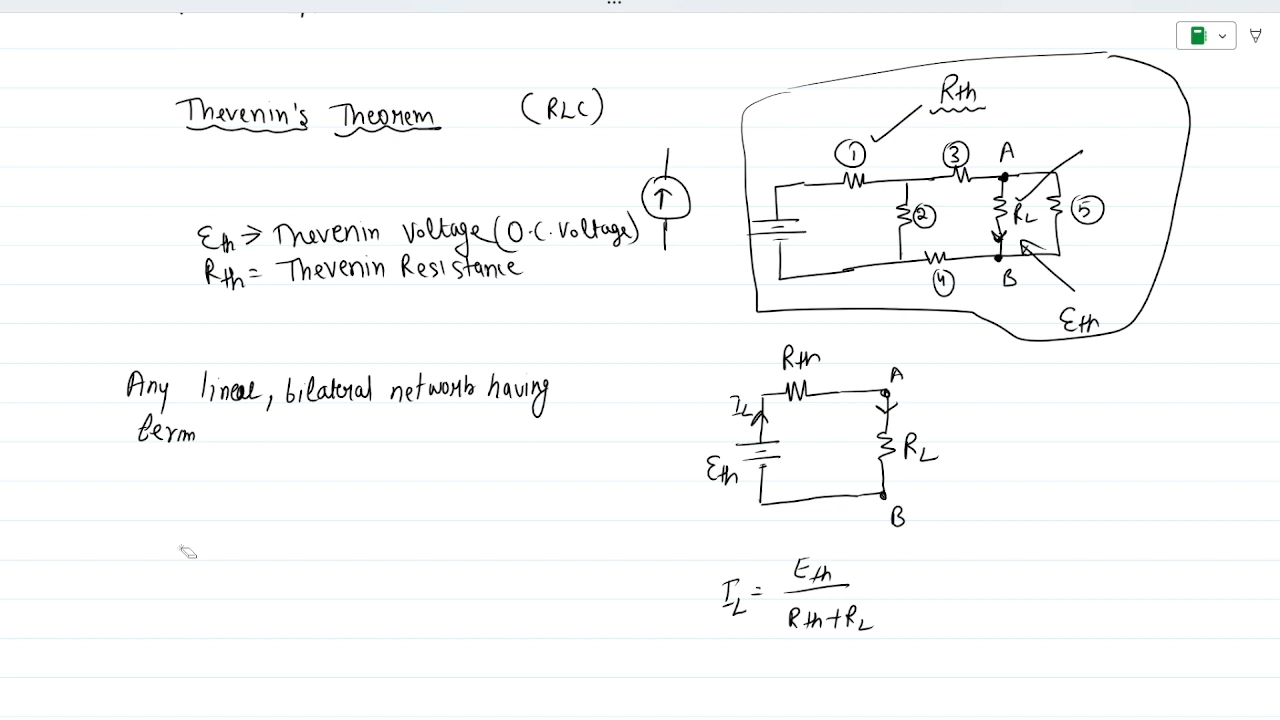 Thevenin's Theorem (RLC)
Eth → Thevenin Voltage (O.C. Voltage)
Rth = Thevenin Resistance
Any linear, bilateral network having
term
Rth
1
3
A
2
RL
5
4
B
Eth
Rth
A
IL
Eth
RL
B
IL = Eth / Rth+RL